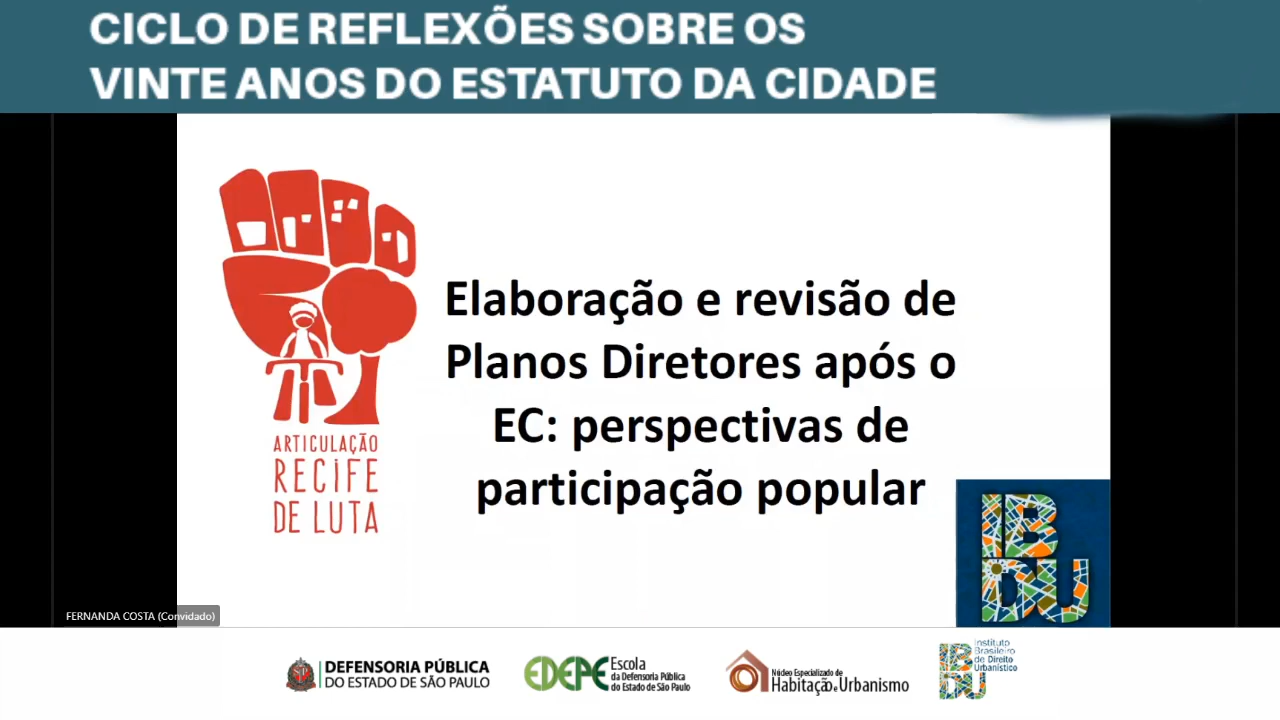 CICLO DE REFLEXÕES SOBRE OS
VINTE ANOS DO ESTATUTO DA CIDADE
Elaboração e revisão de
Planos Diretores após o
EC: perspectivas de
participação popular
ARTICULAÇÃO
RECIFE
DE LUTA
IB
DU
FERNANDA COSTA (Convidado)
DEFENSORIA PÚBLICA
DO ESTADO DE SÃO PAULO
EDEPE
Escola
da Defensoria Pública
do Estado de São Paulo
Núcleo Especializado de
Habitação e Urbanismo
IB
DU
Instituto
Brasileiro
de Direito
Urbanístico